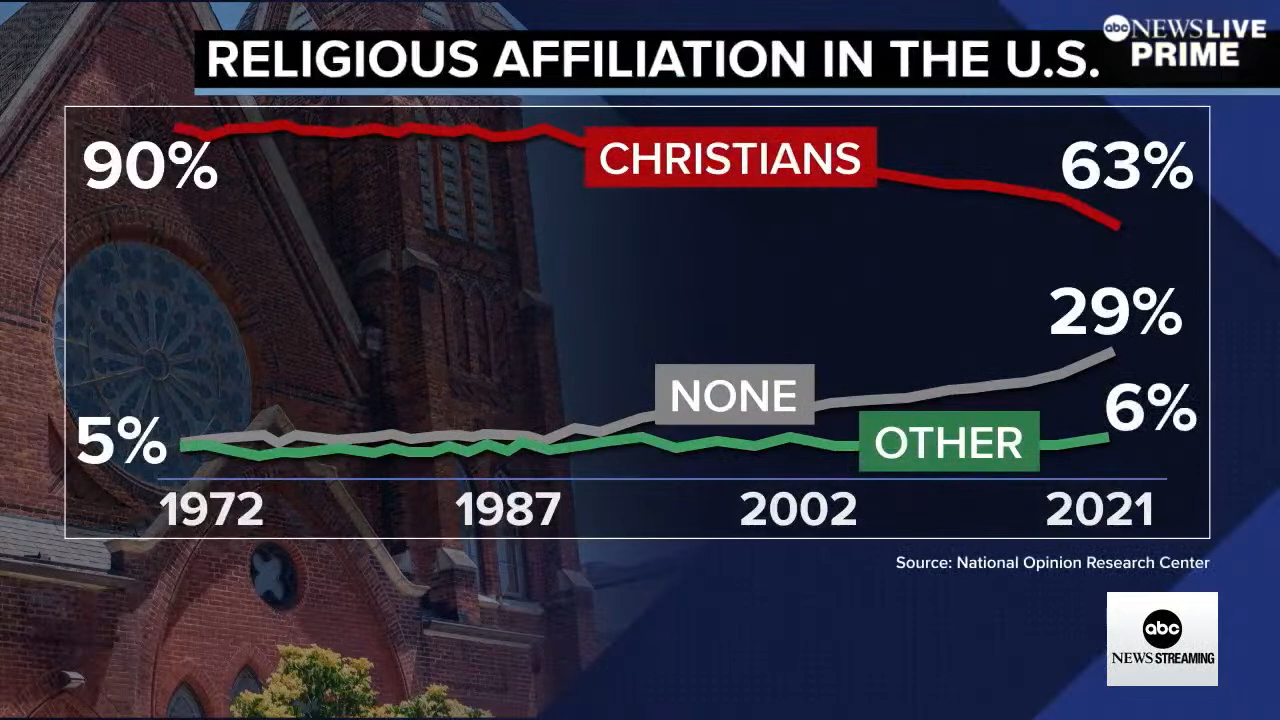 abc NEWS LIVE
PRIME
RELIGIOUS AFFILIATION IN THE U.S.
90%
CHRISTIANS
63%
29%
NONE
6%
5%
OTHER
1972 1987 2002 2021
Source: National Opinion Research Center
abc
NEWS STREAMING